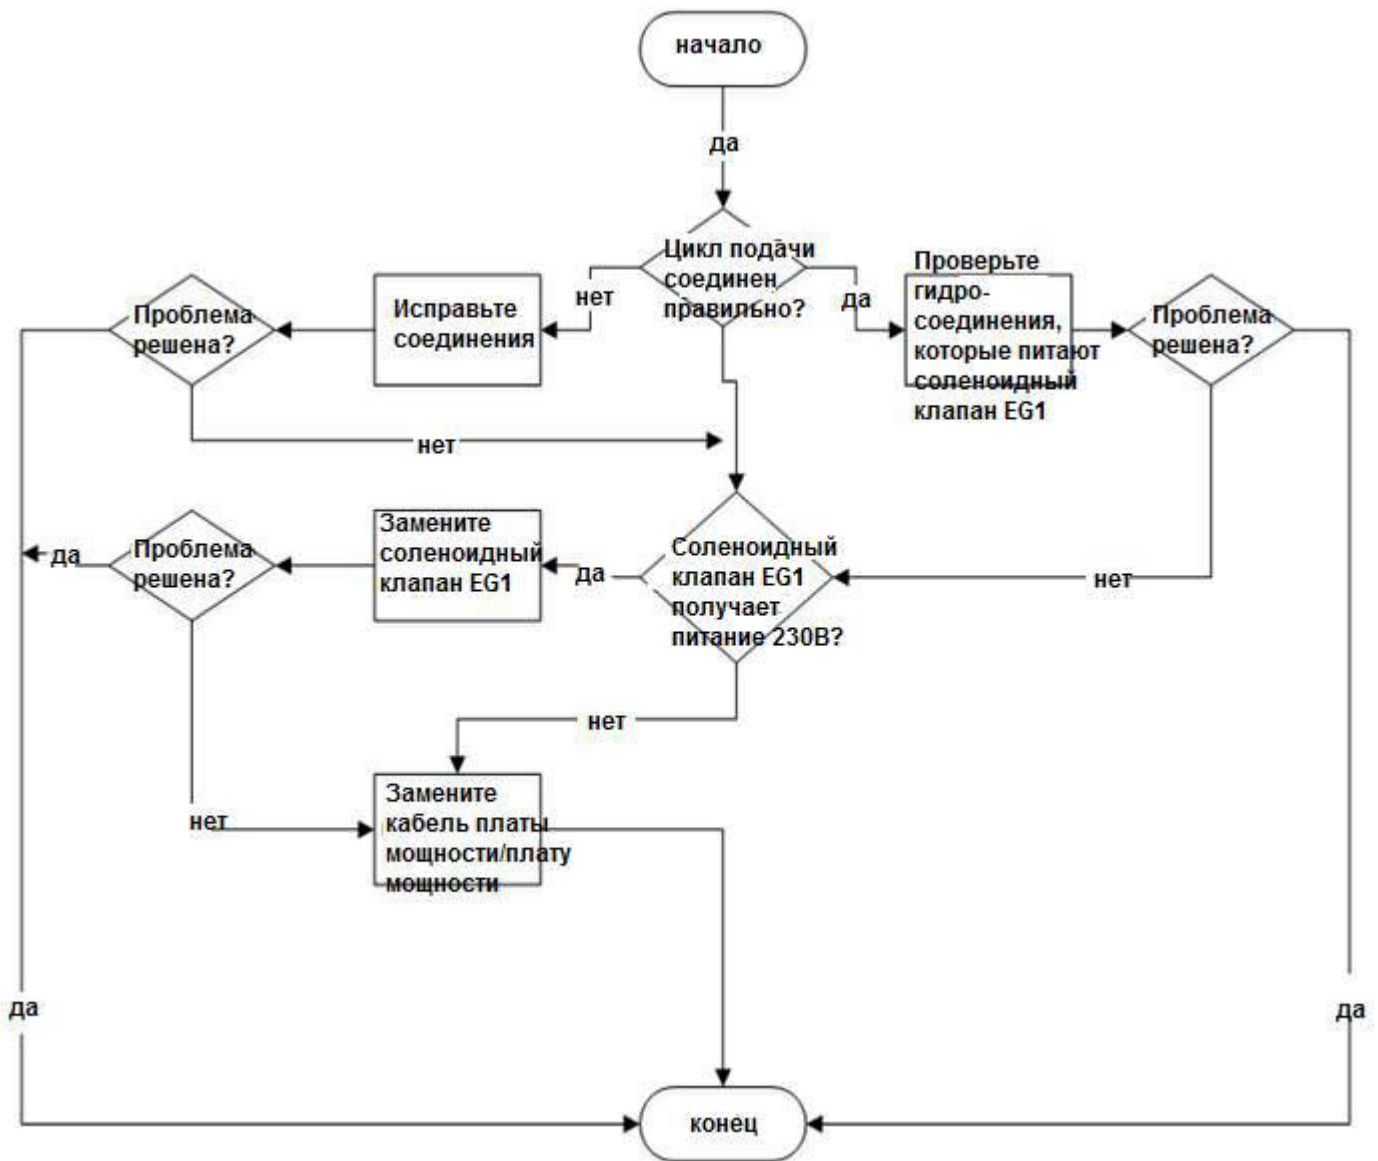 начало
да
Цикл подачи
соединен
правильно?
нет
да
Проверьте
гидро-
соединения,
которые питают
соленоидный
клапан EG1
Проблема
решена?
Исправьте
соединения
Проблема
решена?
нет
Замените
соленоидный
клапан EG1
Проблема
решена?
да
да
Соленоидный
клапан EG1
получает
питание 230В?
нет
нет
нет
Замените
кабель платы
мощности/плату
мощности
да
да
конец